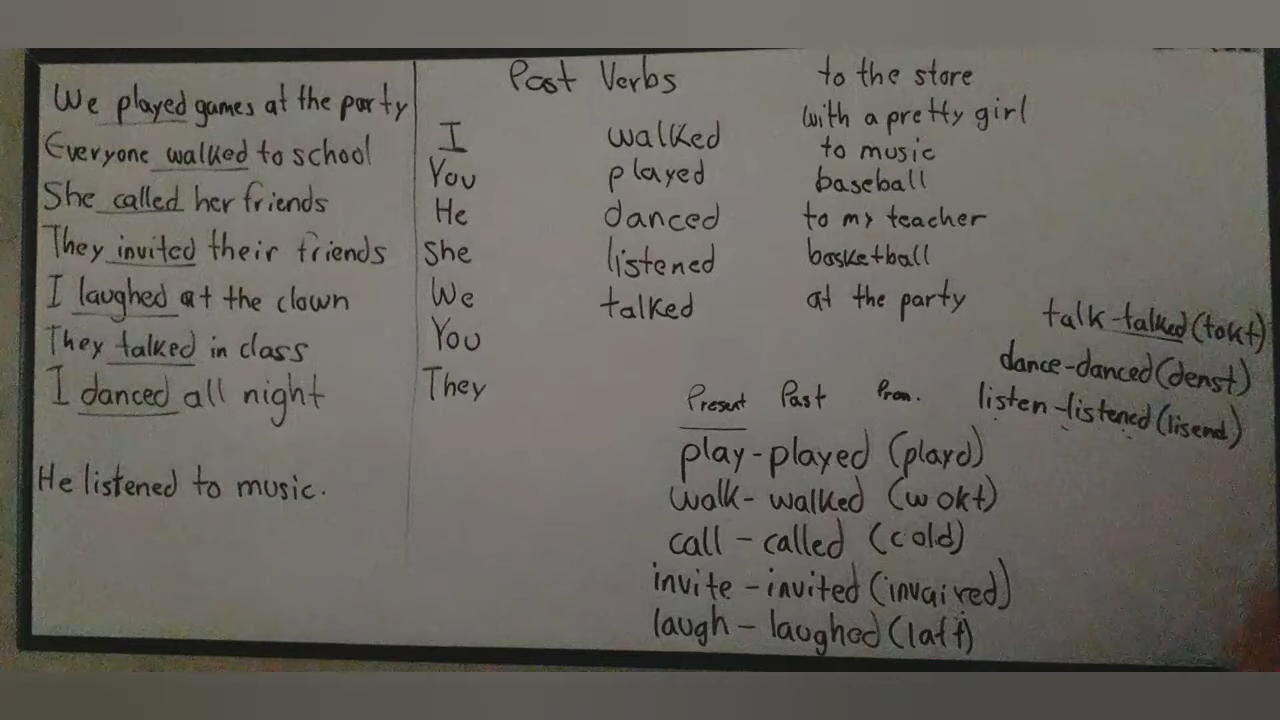 We played games at the party
Everyone walked to school
She called her friends
They invited their friends
I laughed at the clown
They talked in class
I danced all night
He listened to music.
Past Verbs
I
You
He
She
We
You
They
walked
played
danced
listened
talked
to the store
with a pretty girl
to music
baseball
to my teacher
basketball
at the party
Present Past Pron.
play - played (playd)
walk - walked (wokt)
call - called (cold)
invite - invited (invaired)
laugh - laughed (laft)
talk - talked (tokt)
dance - danced (denst)
listen - listened (lisend)